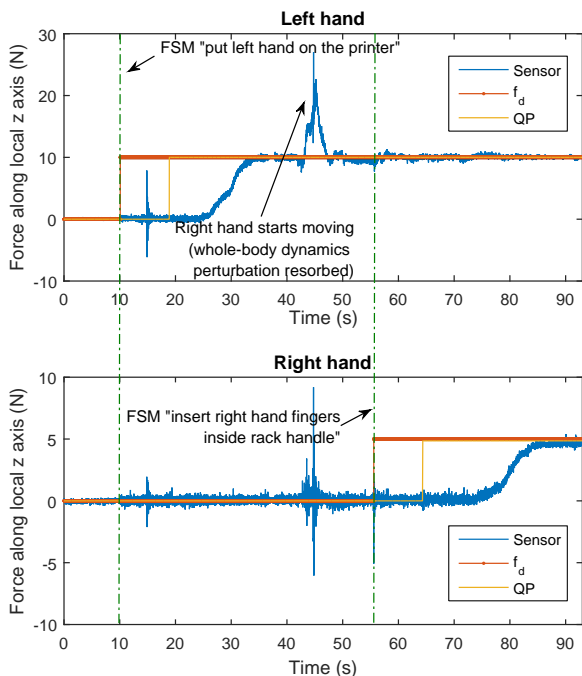 Left hand
FSM "put left hand on the printer"
Sensor
f_d
QP
30
20
10
0
-10
Force along local z axis (N)
Right hand starts moving
(whole-body dynamics
perturbation resorbed)
0 10 20 30 40 50 60 70 80 90
Time (s)
Right hand
10
5
0
-5
-10
Force along local z axis (N)
FSM "insert right hand fingers
inside rack handle"
Sensor
f_d
QP
0 10 20 30 40 50 60 70 80 90
Time (s)